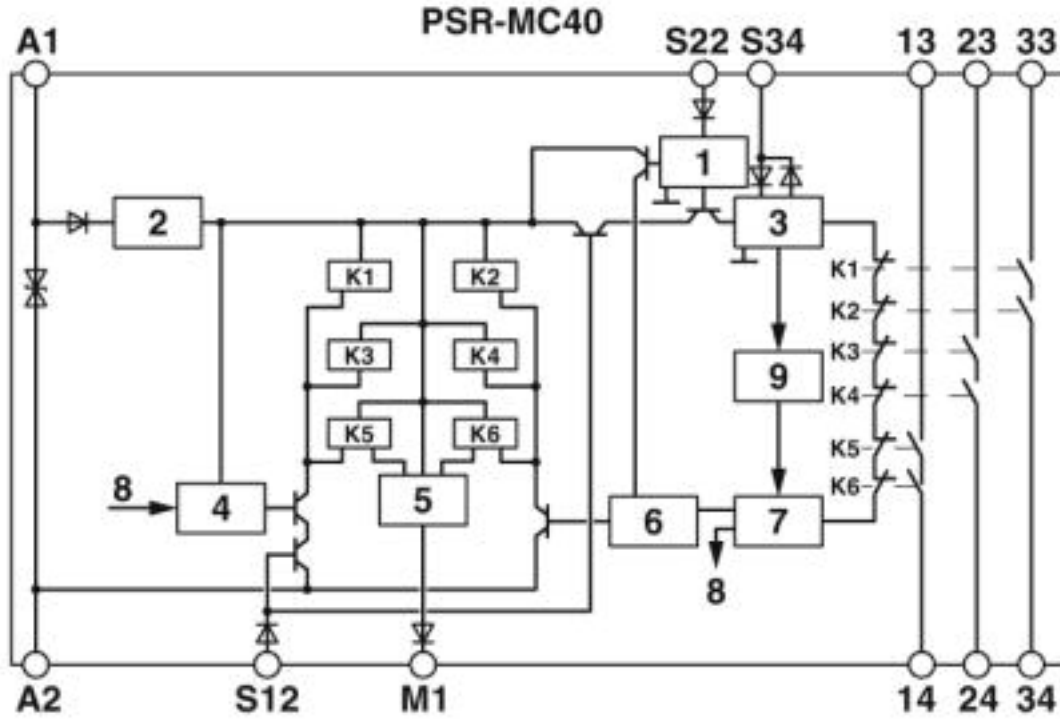 PSR-MC40
A1 S22 S34 13 23 33
1
2 3
K1 K2 K1
K2
K3 K4 9 K3
K4
K5 K6 K5
8 4 5 6 7 K6
8
A2 S12 M1 14 24 34